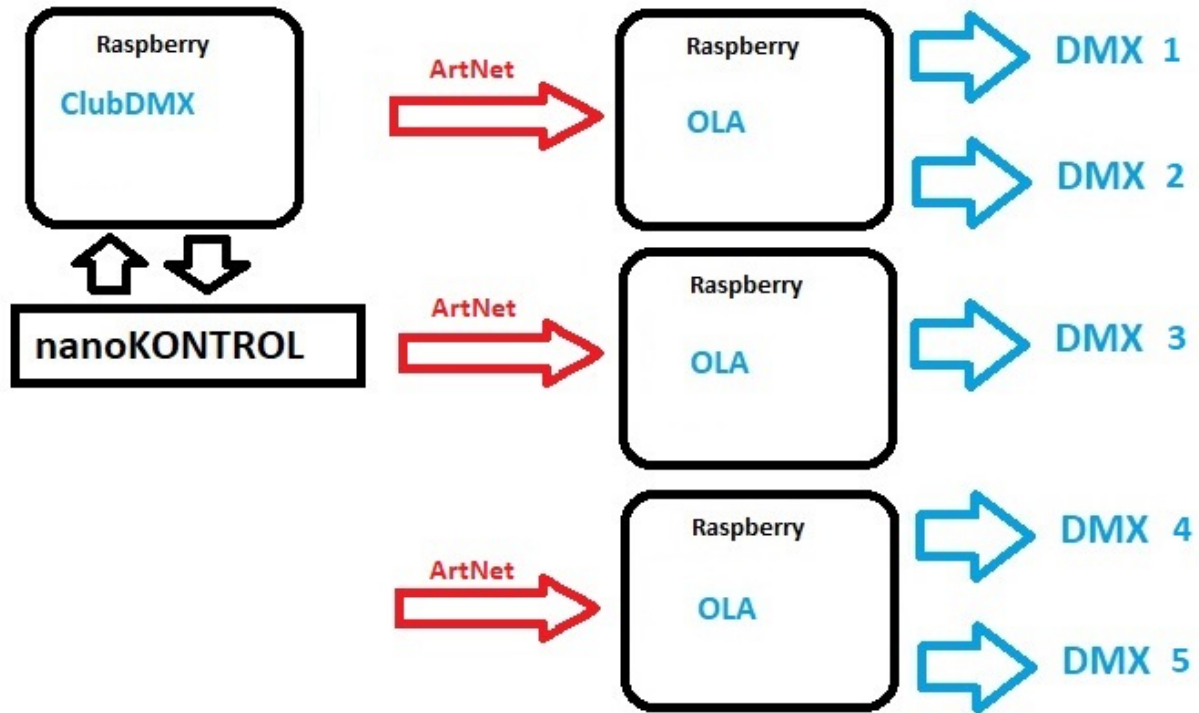 Raspberry
ClubDMX
nanoKONTROL
ArtNet
Raspberry
OLA
DMX 1
DMX 2
ArtNet
Raspberry
OLA
DMX 3
ArtNet
Raspberry
OLA
DMX 4
DMX 5